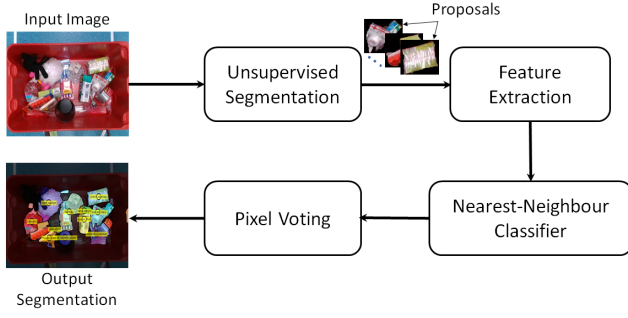 Input Image
Proposals
Unsupervised
Segmentation
Feature
Extraction
Nearest-Neighbour
Classifier
Pixel Voting
Output
Segmentation